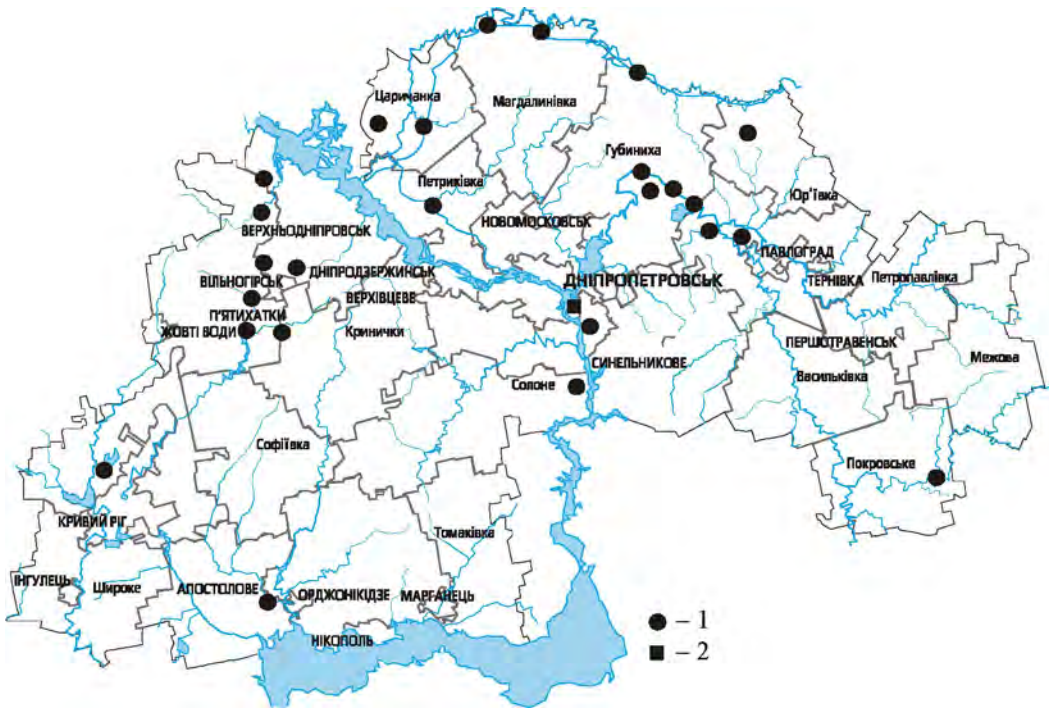 Царичанка
Магдалинівка
Губиниха
Петриківка
Юр'ївка
НОВОМОСКОВСЬК
ВЕРХНЬОДНІПРОВСЬК
ПАВЛОГРАД
ДНІПРОДЗЕРЖИНСЬК
ДНІПРОПЕТРОВСЬК
ТЕРНІВКА
Петропавлівка
ВІЛЬНОГІРСЬК
ВЕРХІВЦЕВЕ
П'ЯТИХАТКИ
ЖОВТІ ВОДИ
Кринички
ПЕРШОТРАВЕНСЬК
СИНЕЛЬНИКОВЕ
Межова
Васильківка
Солоне
Софіївка
Покровське
КРИВИЙ РІГ
Томаківка
ІНГУЛЕЦЬ
Широке
АПОСТОЛОВЕ
ОРДЖОНІКІДЗЕ
МАРГАНЕЦЬ
– 1
НІКОПОЛЬ
– 2